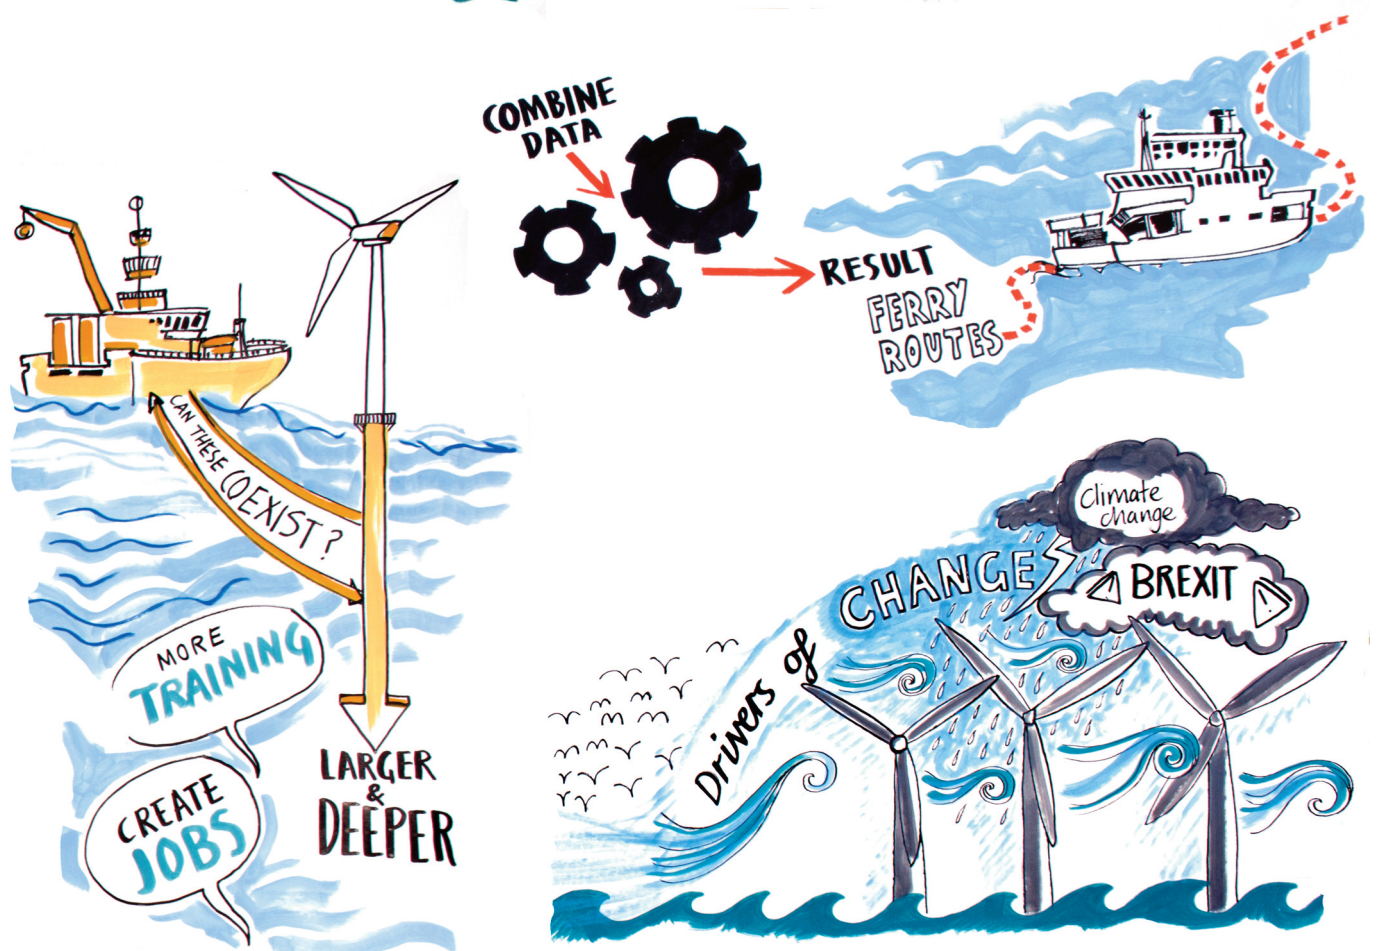 COMBINE
DATA
RESULT
FERRY
ROUTES
CAN THESE COEXIST?
MORE
TRAINING
CREATE
JOBS
LARGER
&
DEEPER
Climate
change
BREXIT
Drivers of CHANGE